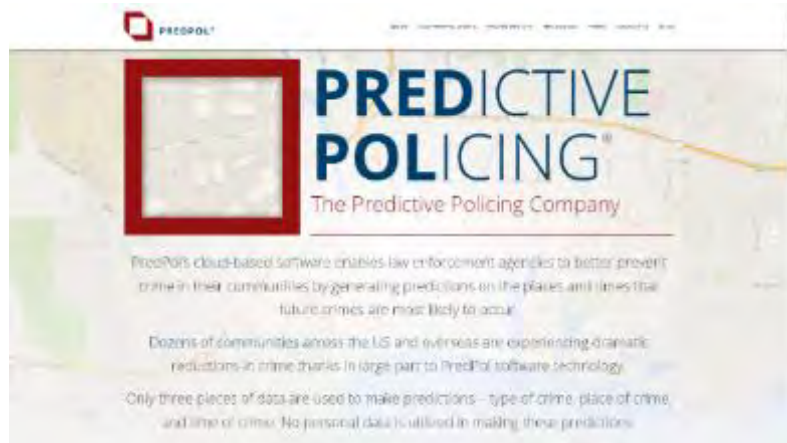 PREDPOL®
PREDICTIVE
POLICING®
The Predictive Policing Company
PredPol's cloud-based software enables law enforcement agencies to better prevent
crime in their communities by generating predictions on the places and times that
future crimes are most likely to occur.
Dozens of communities across the US and overseas are experiencing dramatic
reductions in crime thanks in large part to PredPol software technology.
Only three pieces of data are used to make predictions – type of crime, place of crime,
and time of crime. No personal data is utilized in making these predictions.